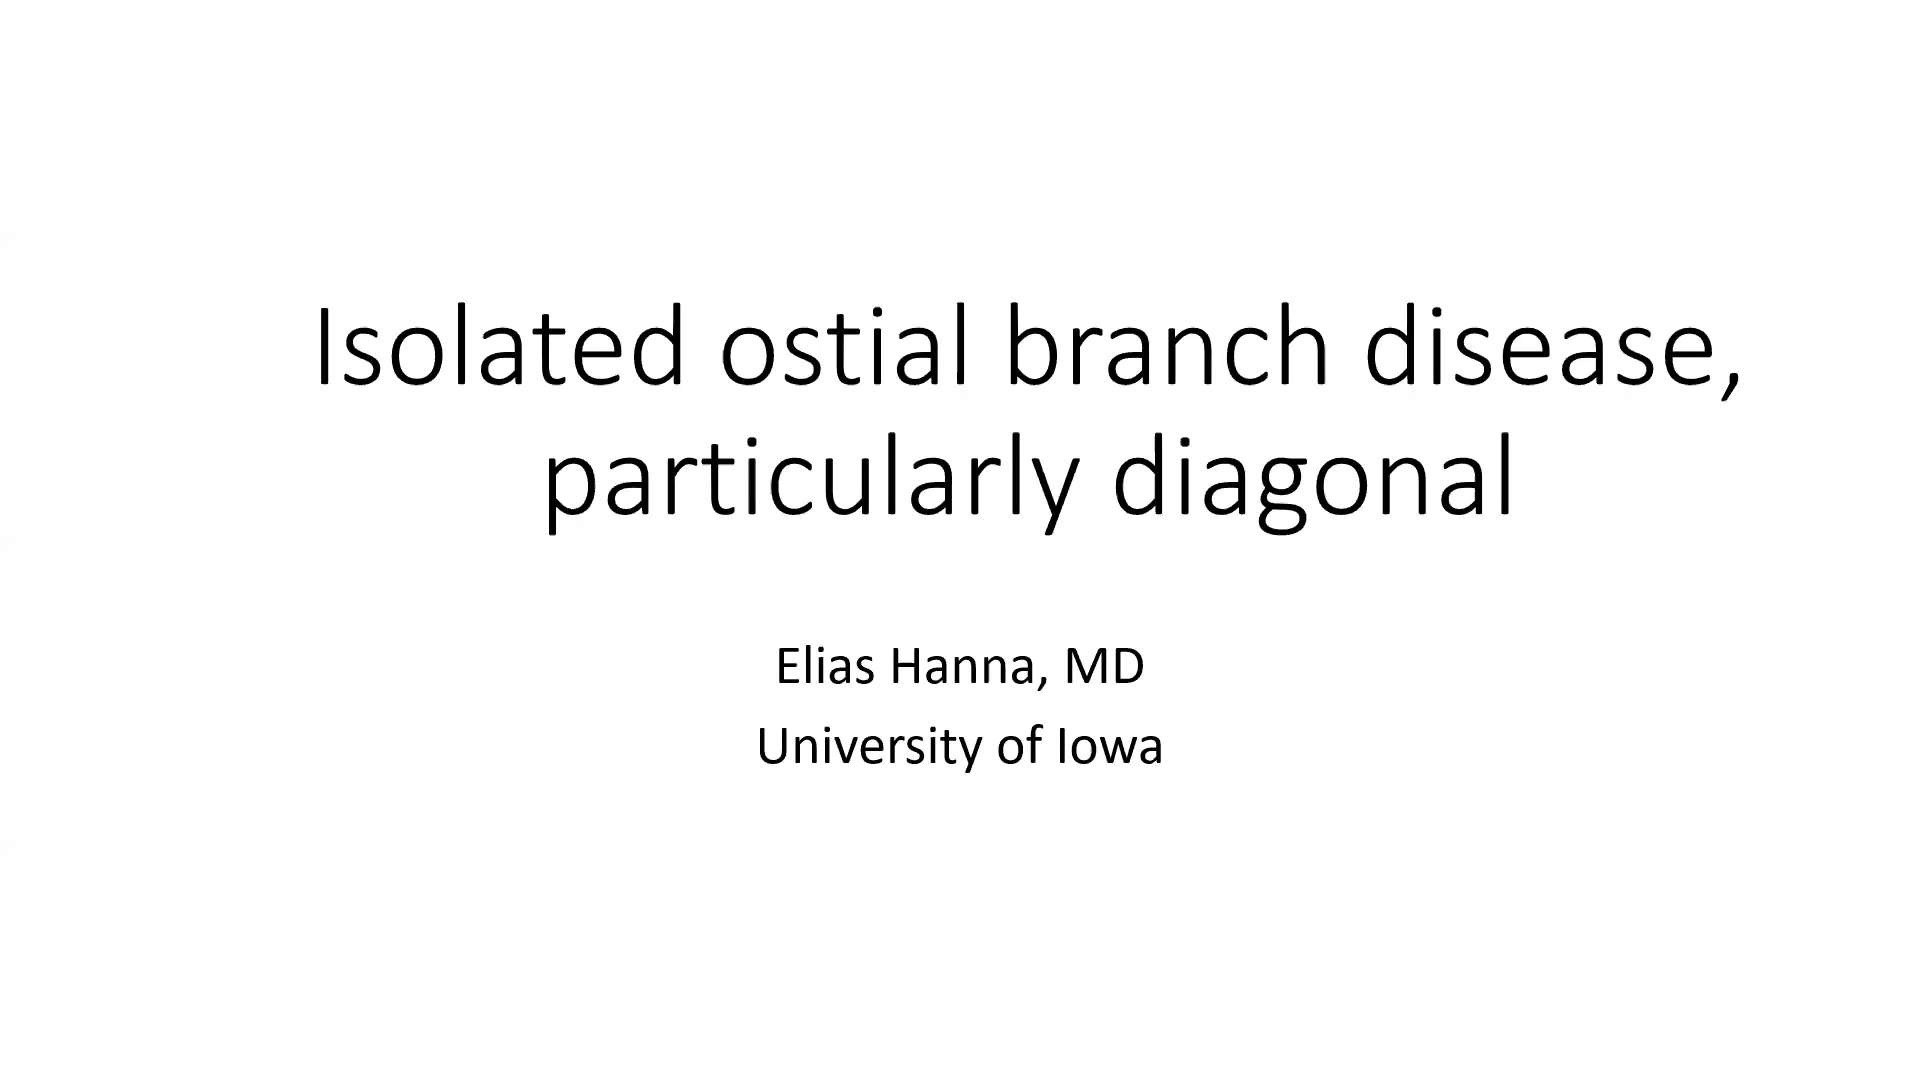 Isolated ostial branch disease,
particularly diagonal
Elias Hanna, MD
University of Iowa